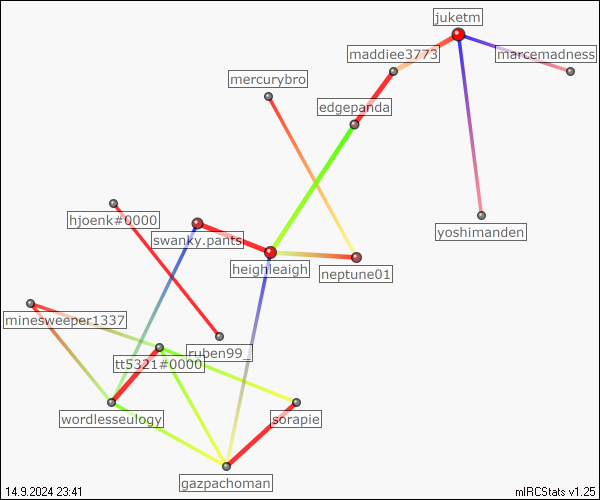 juketm
maddiee3773
marcemadness
mercurybro
edgepanda
hjoenk#0000
yoshimanden
swanky.pants
heighleaigh
neptune01
minesweeper1337
ruben99_
tt5321#0000
wordlesseulogy
sorapie
gazpachoman
14.9.2024 23:41
mIRCStats v1.25